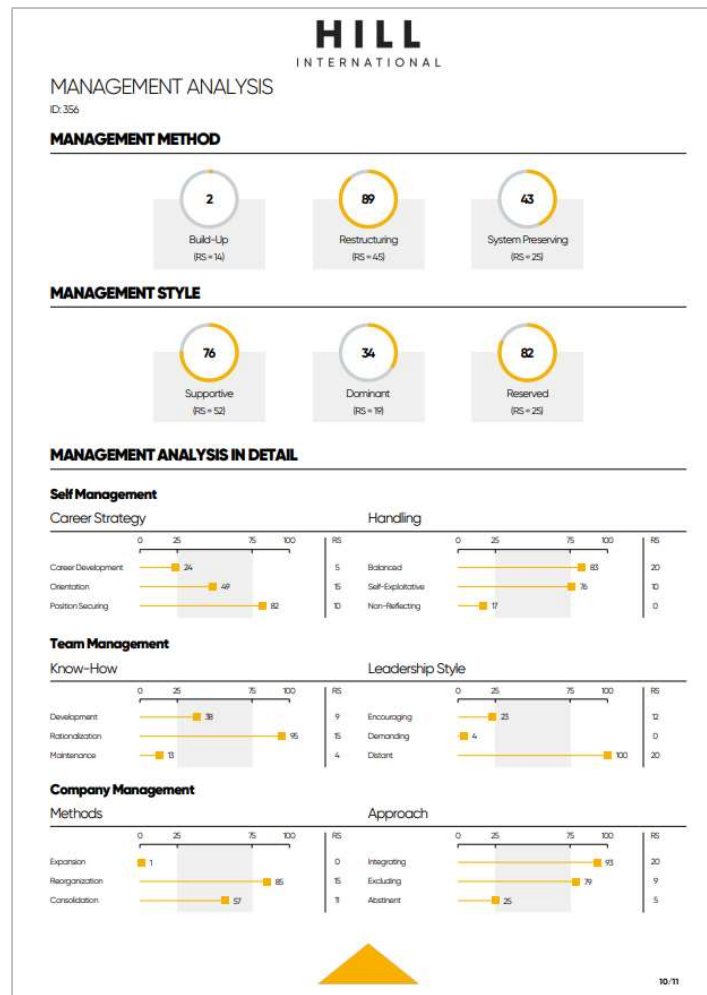 HILL
INTERNATIONAL
MANAGEMENT ANALYSIS
ID: 356
MANAGEMENT METHOD
2
89
43
Build-Up
Restructuring
System Preserving
(RS = 14)
(RS = 45)
(RS = 25)
MANAGEMENT STYLE
76
34
82
Supportive
Dominant
Reserved
(RS = 52)
(RS = 19)
(RS = 25)
MANAGEMENT ANALYSIS IN DETAIL
Self Management
Career Strategy
0 25 75 100 RS
Career Development 24 5
Orientation 49 15
Position Securing 82 10
Handling
0 25 75 100 RS
Balanced 83 20
Self-Exploitative 76 10
Non-Reflecting 17 0
Team Management
Know-How
0 25 75 100 RS
Development 38 9
Rationalization 95 15
Maintenance 13 4
Leadership Style
0 25 75 100 RS
Encouraging 23 12
Demanding 4 0
Distant 100 20
Company Management
Methods
0 25 75 100 RS
Expansion 1 0
Reorganization 85 15
Consolidation 57 11
Approach
0 25 75 100 RS
Integrating 93 20
Excluding 79 9
Abstinent 25 5
10/11